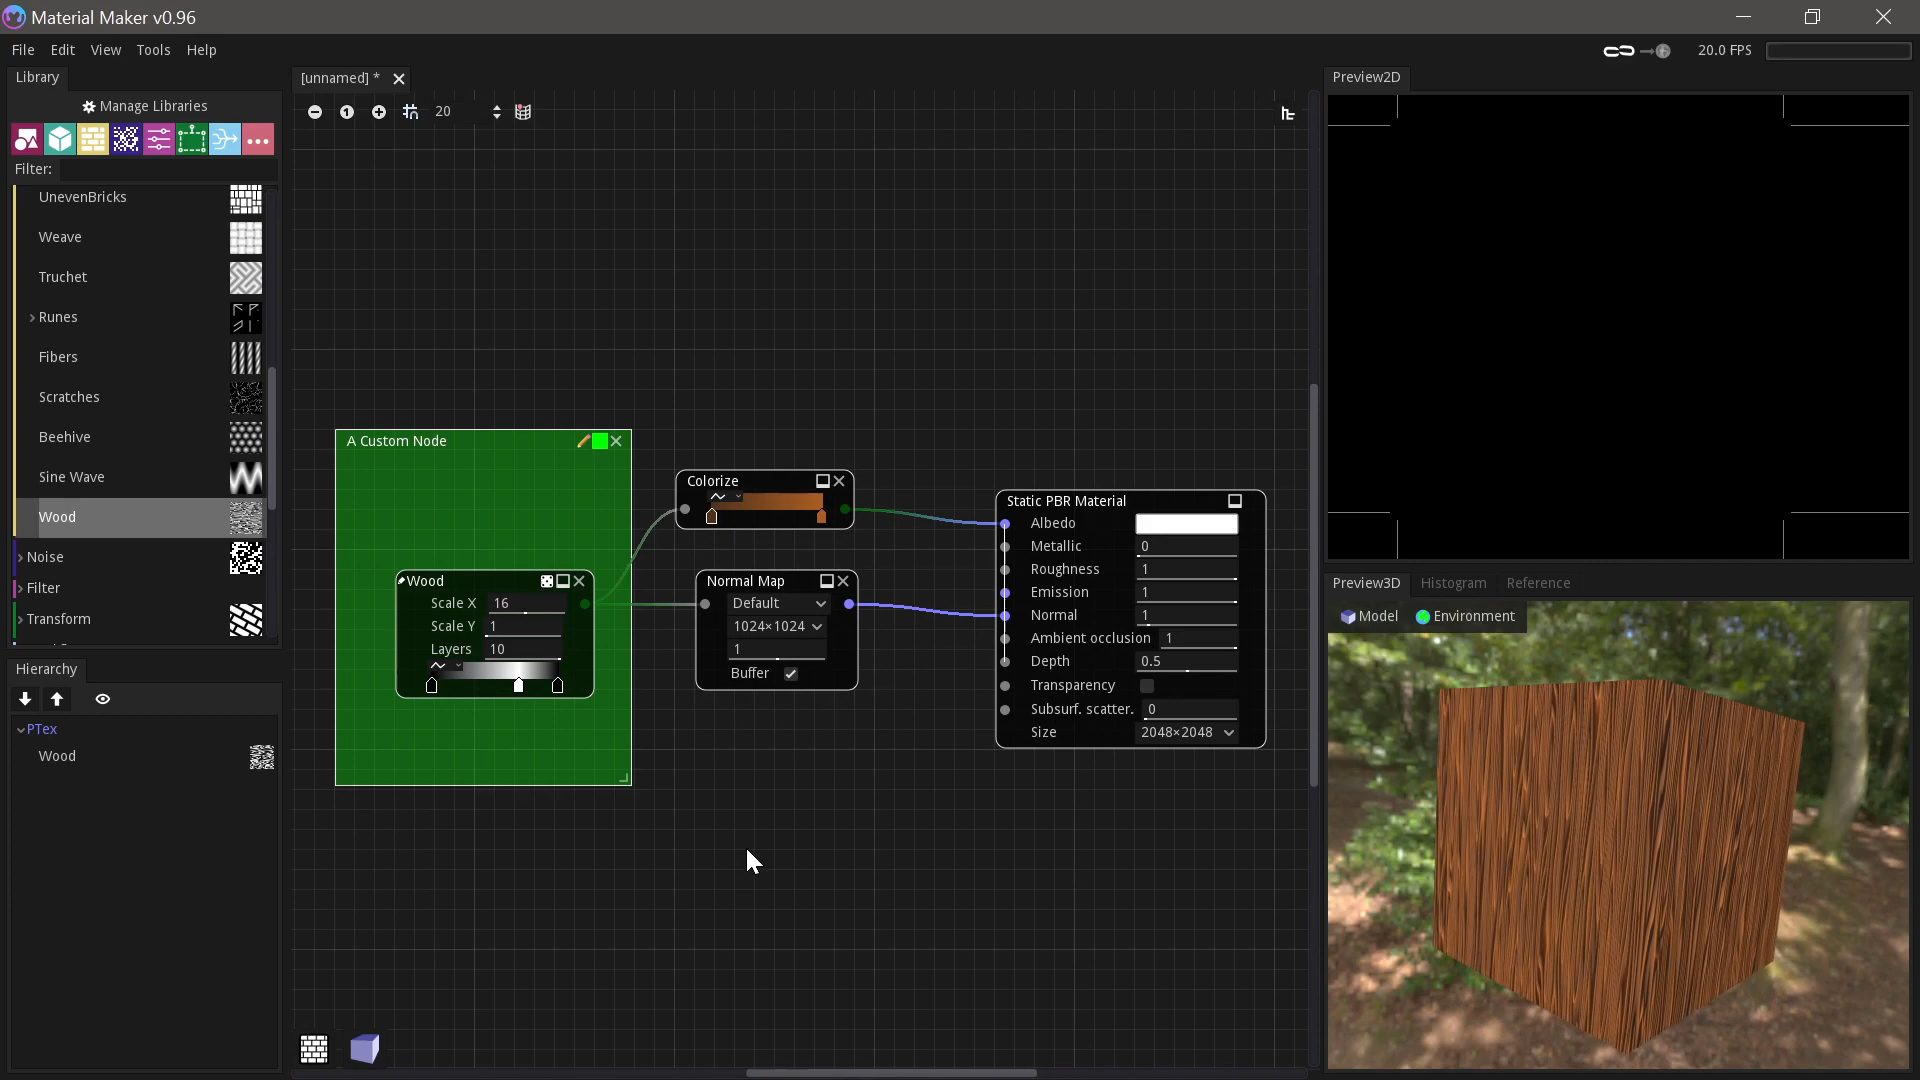 Material Maker v0.96
File Edit View Tools Help
20.0 FPS
Library
[unnamed] *
Preview2D
Manage Libraries
20
Filter:
UnevenBricks
Weave
Truchet
Runes
Fibers
Scratches
Beehive
Sine Wave
Wood
Noise
Filter
Transform
Hierarchy
PTex
Wood
A Custom Node
Wood
Scale X 16
Scale Y 1
Layers 10
Colorize
Normal Map
Default
1024×1024
1
Buffer
Static PBR Material
Albedo
Metallic 0
Roughness 1
Emission 1
Normal 1
Ambient occlusion 1
Depth 0.5
Transparency
Subsurf. scatter. 0
Size 2048×2048
Preview3D Histogram Reference
Model Environment